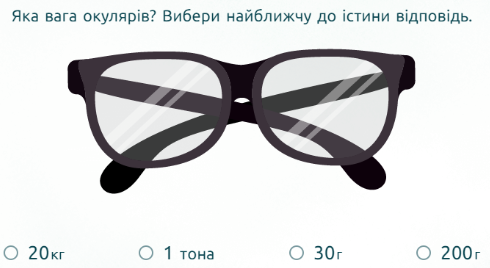 Яка вага окулярів? Вибери найближчу до істини відповідь.
20кг 1 тона 30г 200г